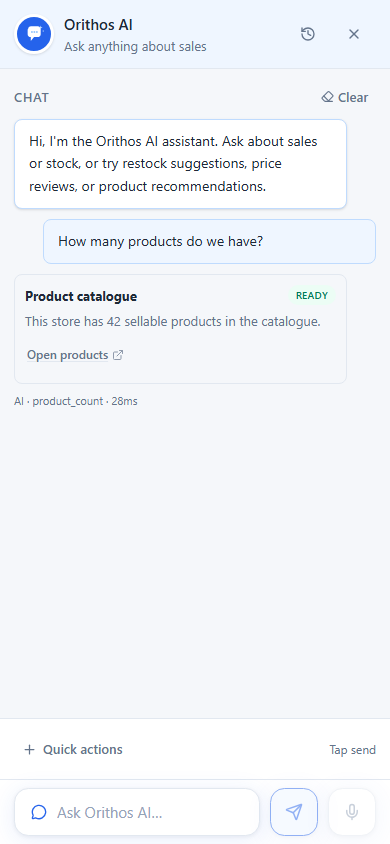 Orithos AI
Ask anything about sales
CHAT
Clear
Hi, I'm the Orithos AI assistant. Ask about sales
or stock, or try restock suggestions, price
reviews, or product recommendations.
How many products do we have?
Product catalogue
READY
This store has 42 sellable products in the catalogue.
Open products
AI · product_count · 28ms
Quick actions
Tap send
Ask Orithos AI...